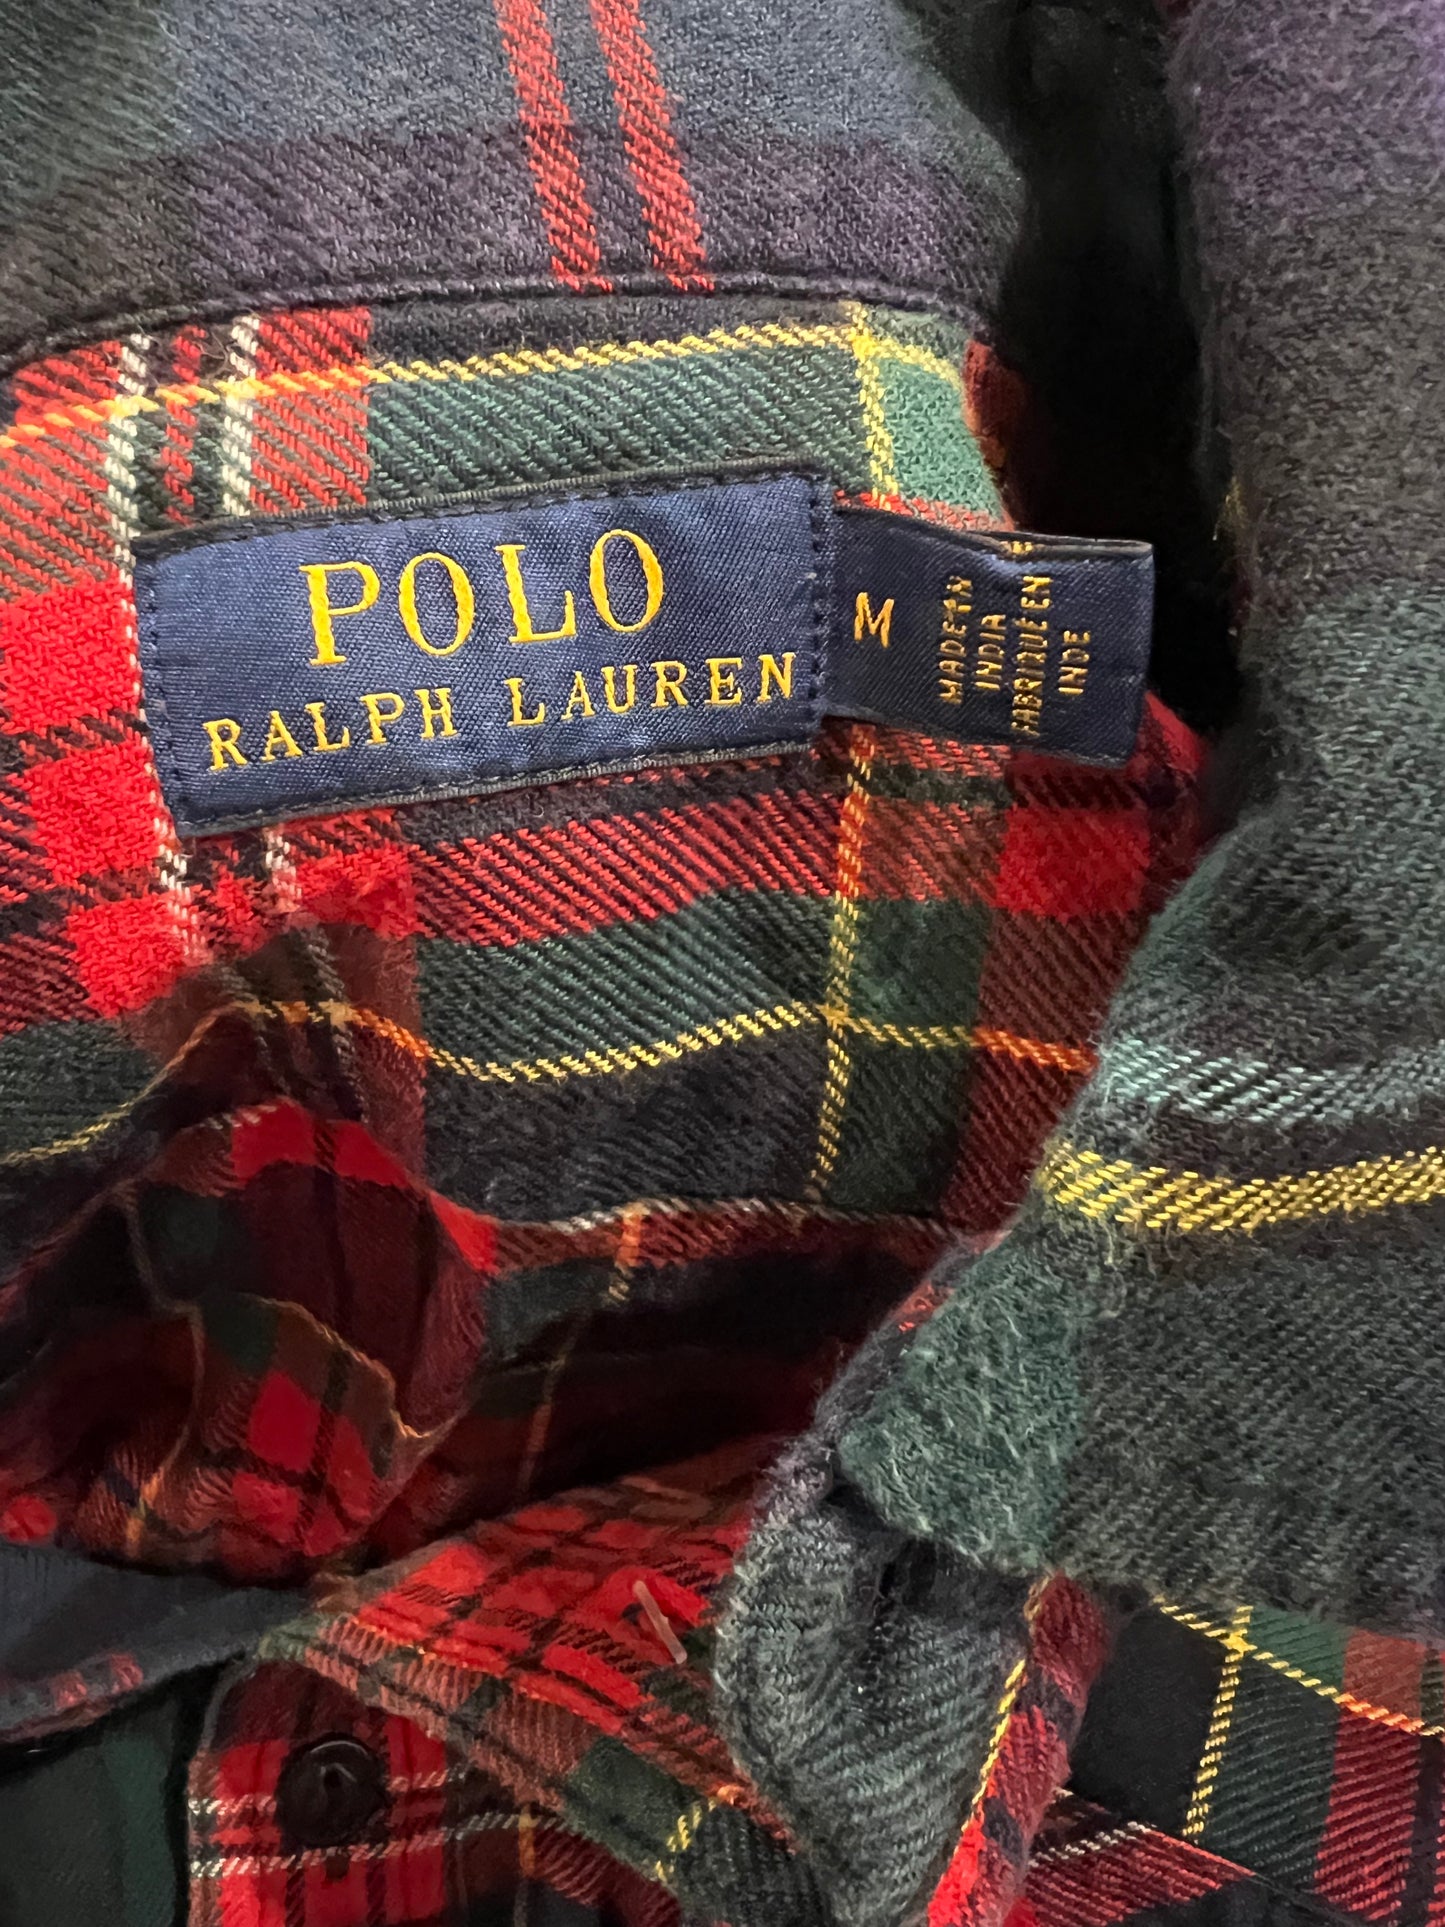 POLO
RALPH LAUREN
M
MADE IN
INDIA
FABRIQUÉ EN
INDE